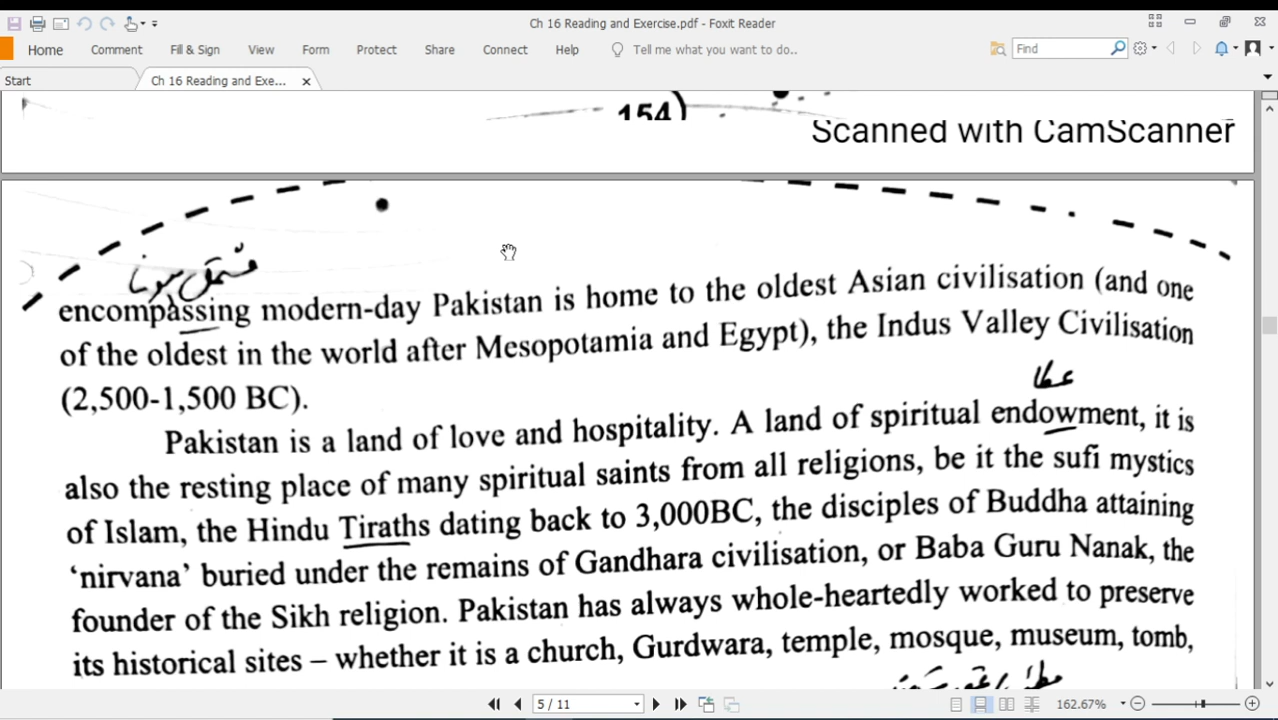 Ch 16 Reading and Exercise.pdf - Foxit Reader
Home Comment Fill & Sign View Form Protect Share Connect Help Tell me what you want to do.. Find
Start Ch 16 Reading and Exe...
154
Scanned with CamScanner
encompassing modern-day Pakistan is home to the oldest Asian civilisation (and one
of the oldest in the world after Mesopotamia and Egypt), the Indus Valley Civilisation
عطا
(2,500-1,500 BC).
Pakistan is a land of love and hospitality. A land of spiritual endowment, it is
also the resting place of many spiritual saints from all religions, be it the sufi mystics
of Islam, the Hindu Tiraths dating back to 3,000BC, the disciples of Buddha attaining
‘nirvana’ buried under the remains of Gandhara civilisation, or Baba Guru Nanak, the
founder of the Sikh religion. Pakistan has always whole-heartedly worked to preserve
its historical sites – whether it is a church, Gurdwara, temple, mosque, museum, tomb,
5 / 11 162.67%